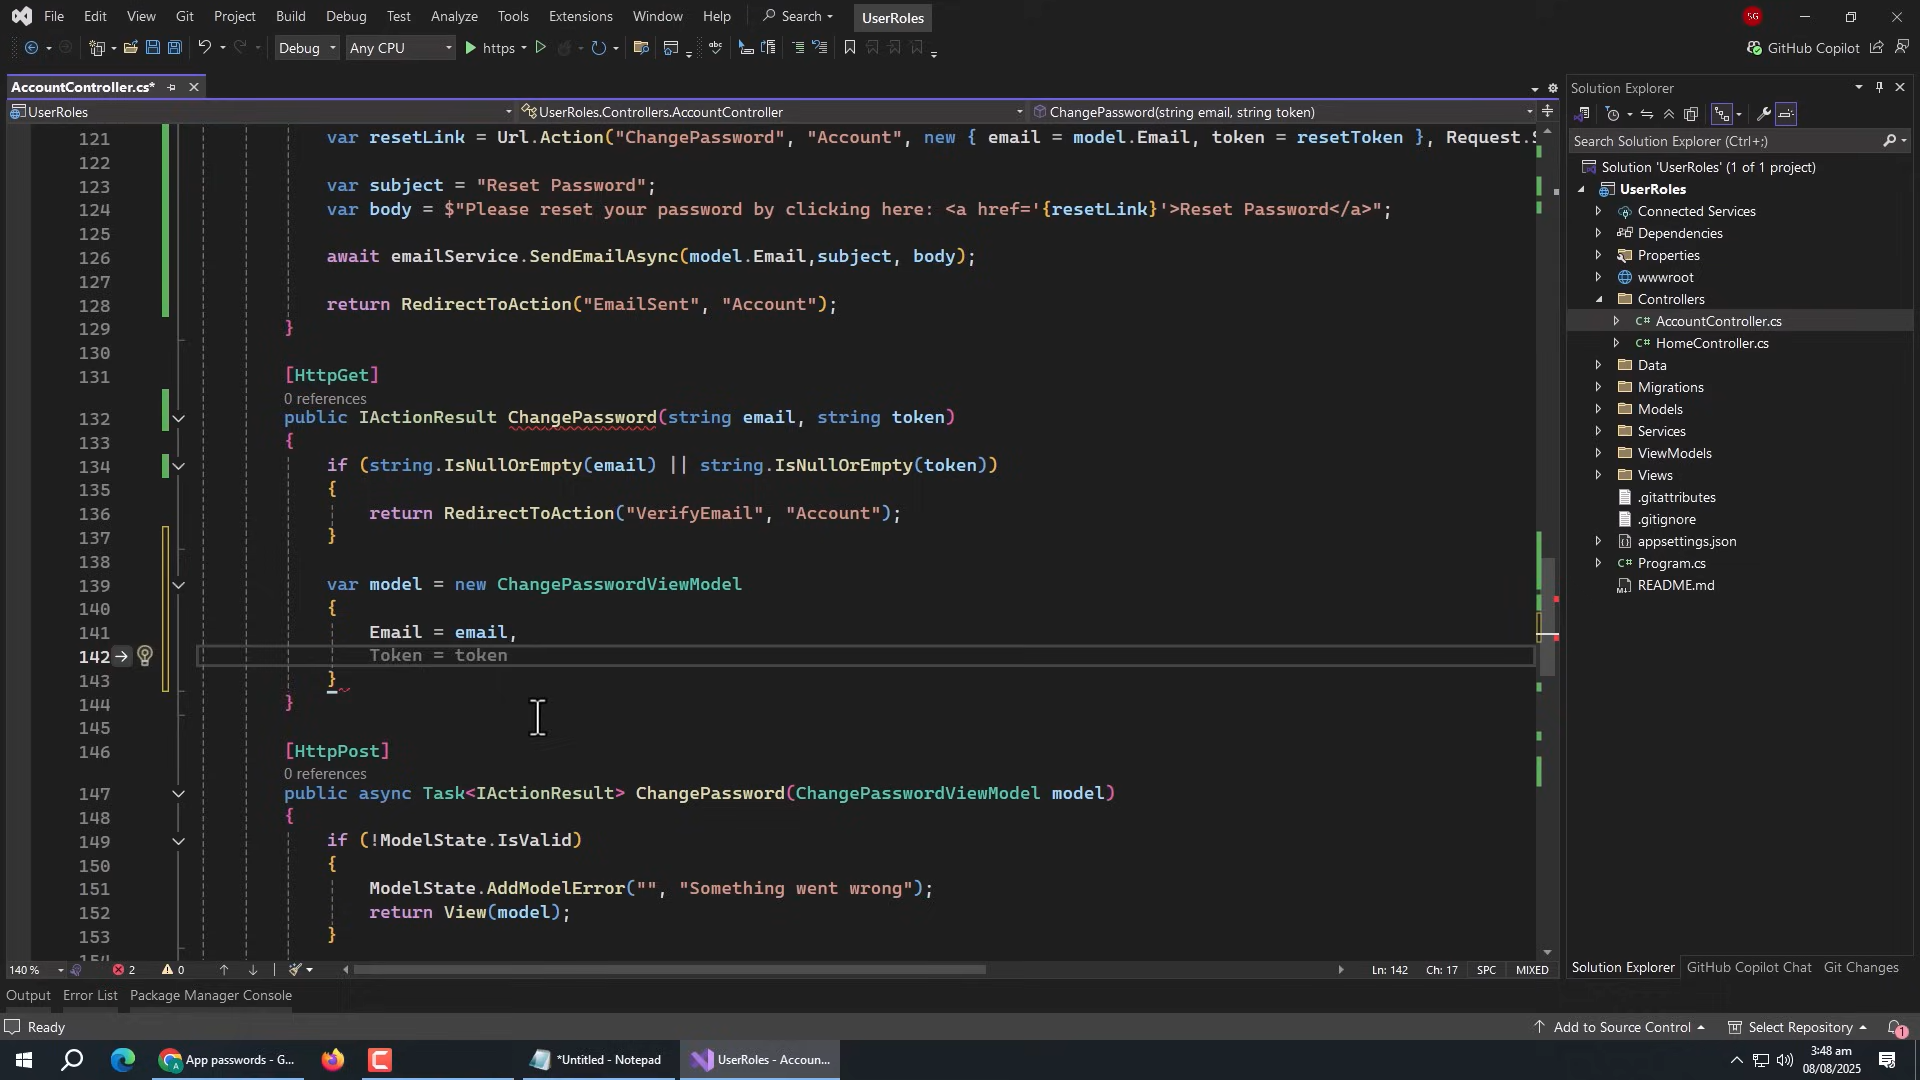 File Edit View Git Project Build Debug Test Analyze Tools Extensions Window Help Search UserRoles SG
Debug Any CPU https GitHub Copilot
AccountController.cs*
UserRoles UserRoles.Controllers.AccountController ChangePassword(string email, string token)
121 var resetLink = Url.Action("ChangePassword", "Account", new { email = model.Email, token = resetToken }, Request.S
122
123 var subject = "Reset Password";
124 var body = $"Please reset your password by clicking here: <a href='{resetLink}'>Reset Password</a>";
125
126 await emailService.SendEmailAsync(model.Email,subject, body);
127
128 return RedirectToAction("EmailSent", "Account");
129 }
130
131 [HttpGet]
0 references
132 public IActionResult ChangePassword(string email, string token)
133 {
134 if (string.IsNullOrEmpty(email) || string.IsNullOrEmpty(token))
135 {
136 return RedirectToAction("VerifyEmail", "Account");
137 }
138
139 var model = new ChangePasswordViewModel
140 {
141 Email = email,
142 Token = token
143 }
144 }
145
146 [HttpPost]
0 references
147 public async Task<IActionResult> ChangePassword(ChangePasswordViewModel model)
148 {
149 if (!ModelState.IsValid)
150 {
151 ModelState.AddModelError("", "Something went wrong");
152 return View(model);
153 }
140 % 2 0 Ln: 142 Ch: 17 SPC MIXED
Solution Explorer
Search Solution Explorer (Ctrl+;)
Solution 'UserRoles' (1 of 1 project)
UserRoles
Connected Services
Dependencies
Properties
wwwroot
Controllers
C# AccountController.cs
C# HomeController.cs
Data
Migrations
Models
Services
ViewModels
Views
.gitattributes
.gitignore
appsettings.json
C# Program.cs
README.md
Solution Explorer GitHub Copilot Chat Git Changes
Output Error List Package Manager Console
Ready Add to Source Control Select Repository 1
App passwords - G... *Untitled - Notepad UserRoles - Accoun... 3:48 am
08/08/2025